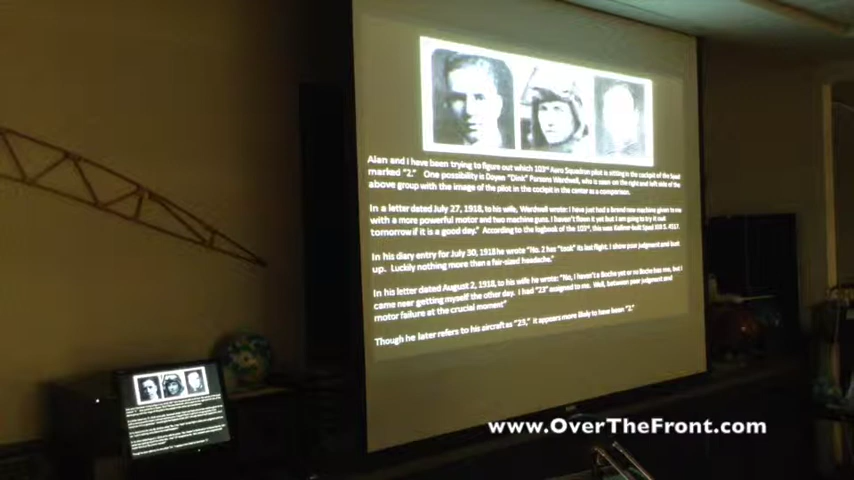 Alan and I have been trying to figure out which 103rd Aero Squadron pilot is sitting in the cockpit of the Spad
marked "2." One possibility is Doyen "Dink" Parsons Wardwell, who is seen on the right and left side of the
above group with the image of the pilot in the cockpit in the center as a comparison.
In a letter dated July 27, 1918, to his wife, Wardwell wrote: I have just had a brand new machine given to me
with a more powerful motor and two machine guns. I haven't flown it yet but I am going to try it out
tomorrow if it is a good day." According to the logbook of the 103rd, this was Kellner-built Spad XIII S.
In his diary entry for July 30, 1918 he wrote "No. 2 has "took" its last flight. I show poor judgment and bust
up. Luckily nothing more than a fair-sized headache."
In his letter dated August 2, 1918, to his wife he wrote: "No, I haven't a Boche yet or no Boche has me, but I
came near getting myself the other day. I had "23" assigned to me. Well, between poor judgment and
motor failure at the crucial moment"
Though he later refers to his aircraft as "23," it appears more likely to have been "2."
www.OverTheFront.com